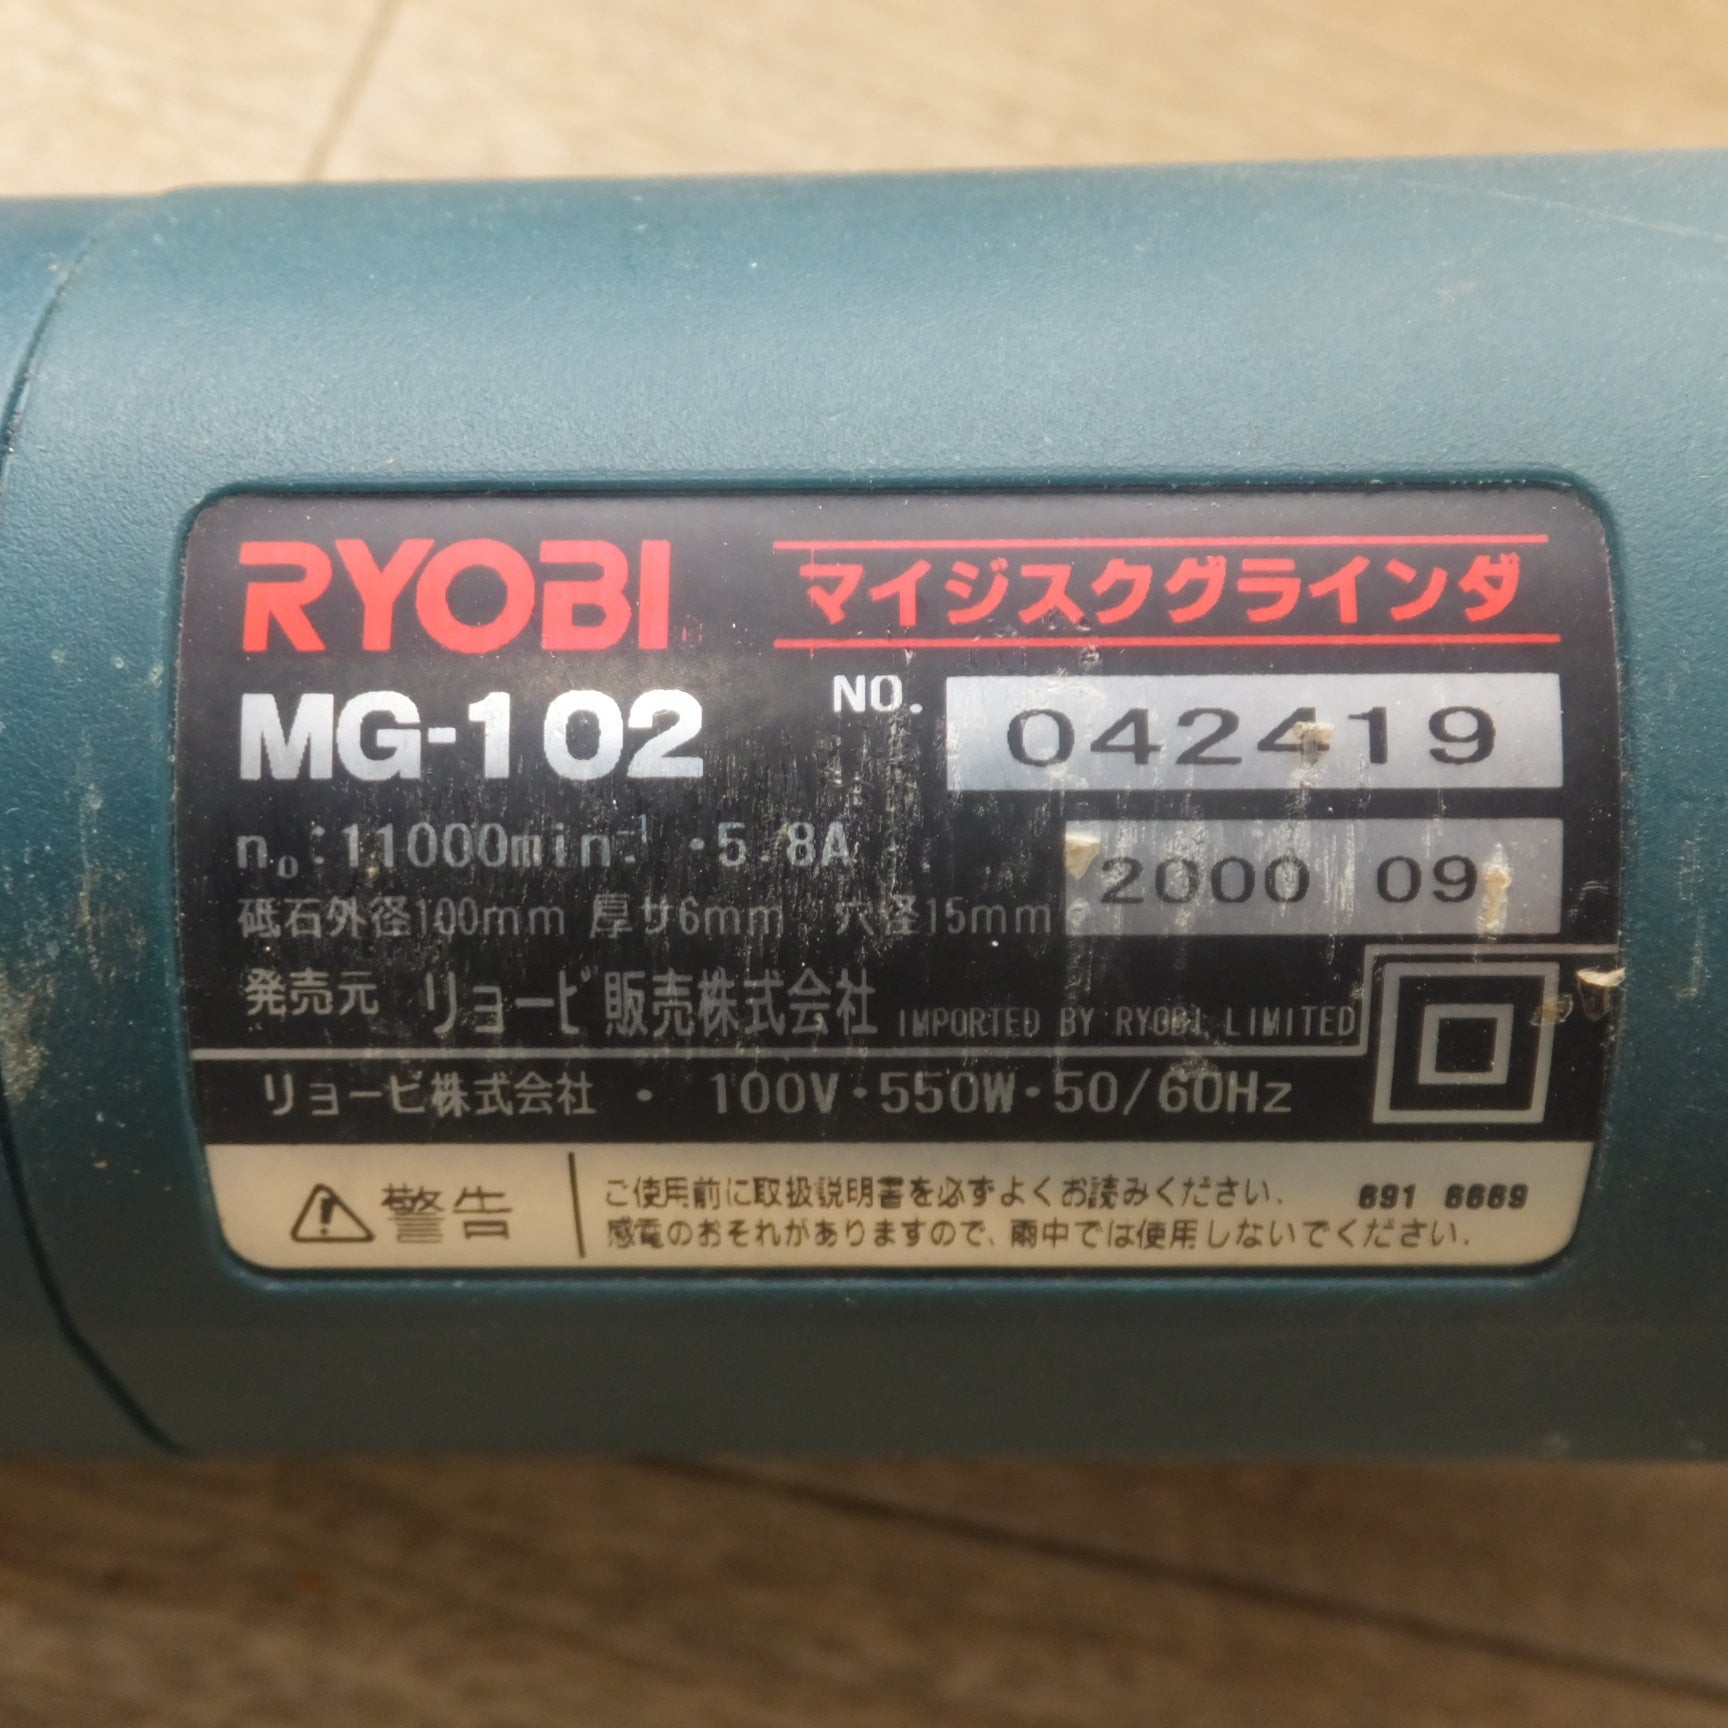 RYOBI
マイジスクグラインダ
MG-102
NO. 042419
n₀:11000min⁻¹ ・5.8A
2000 09
砥石外径100mm 厚サ6mm 穴径15mm
発売元 リョービ販売株式会社 IMPORTED BY RYOBI LIMITED
リョービ株式会社 ・ 100V・550W・50/60Hz
警告
ご使用前に取扱説明書を必ずよくお読みください.
感電のおそれがありますので、雨中では使用しないでください.
691 6669